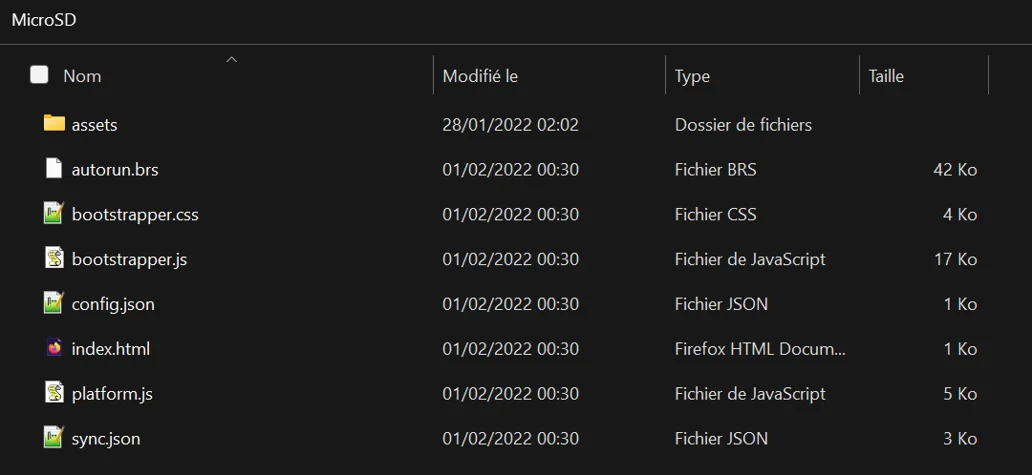 MicroSD
Nom Modifié le Type Taille
assets 28/01/2022 02:02 Dossier de fichiers
autorun.brs 01/02/2022 00:30 Fichier BRS 42 Ko
bootstrapper.css 01/02/2022 00:30 Fichier CSS 4 Ko
bootstrapper.js 01/02/2022 00:30 Fichier de JavaScript 17 Ko
config.json 01/02/2022 00:30 Fichier JSON 1 Ko
index.html 01/02/2022 00:30 Firefox HTML Docum... 1 Ko
platform.js 01/02/2022 00:30 Fichier de JavaScript 5 Ko
sync.json 01/02/2022 00:30 Fichier JSON 3 Ko